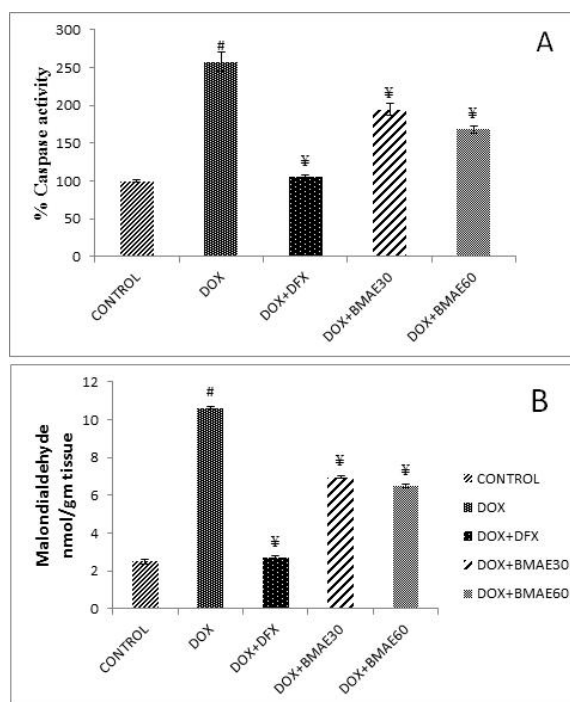 A
% Caspase activity
300
250
200
150
100
50
0
#
¥
¥
¥
CONTROL
DOX
DOX+DFX
DOX+BMAE30
DOX+BMAE60
B
Malondialdehyde
nmol/gm tissue
12
10
8
6
4
2
0
#
¥
¥
¥
CONTROL
DOX
DOX+DFX
DOX+BMAE30
DOX+BMAE60
CONTROL
DOX
DOX+DFX
DOX+BMAE30
DOX+BMAE60